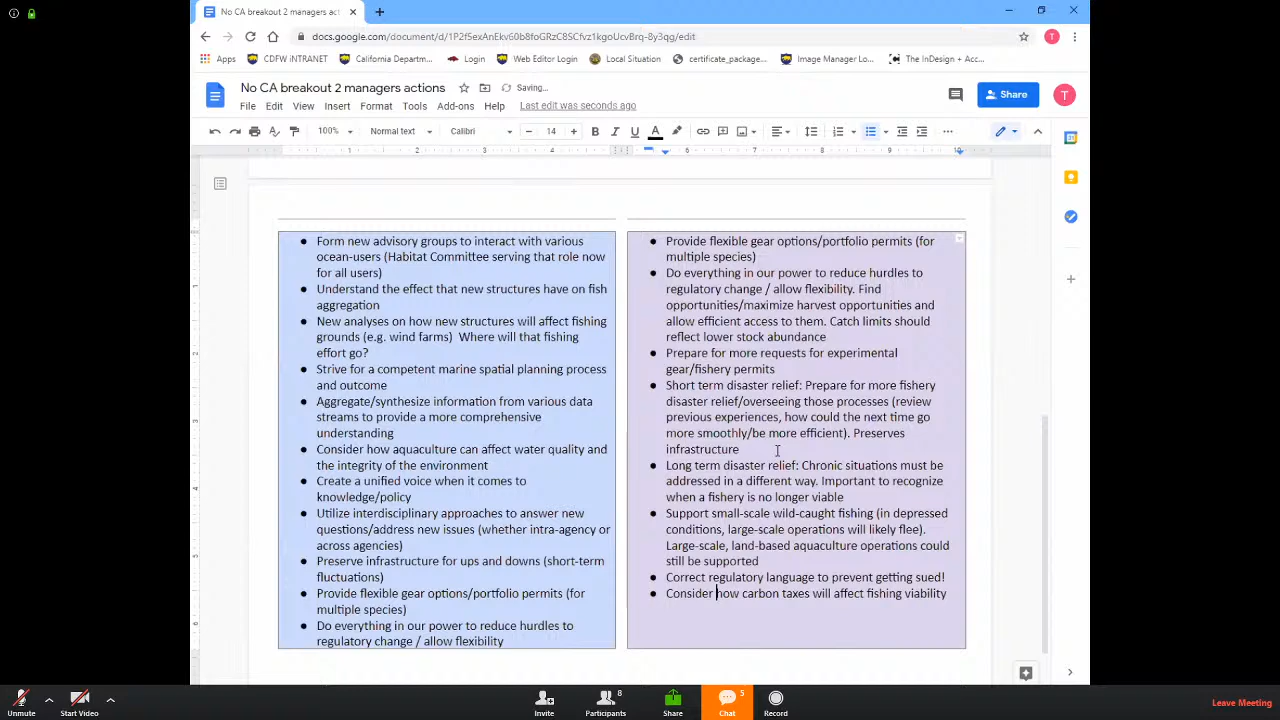 No CA breakout 2 managers act
docs.google.com/document/d/1P2f5exAnEkv60b8foGRzC8SCfvz1kgoUcvBrq-8y3qg/edit
T
Apps
CDFW iNTRANET
California Departm...
Login
Web Editor Login
Local Situation
certificate_package...
Image Manager Lo...
The InDesign + Acc...
No CA breakout 2 managers actions
Saving...
File Edit View Insert Format Tools Add-ons Help
Last edit was seconds ago
Share
T
100%
Normal text
Calibri
14
B I U A
1 2 3 4 6 7 8 9 10
Form new advisory groups to interact with various
ocean-users (Habitat Committee serving that role now
for all users)
Understand the effect that new structures have on fish
aggregation
New analyses on how new structures will affect fishing
grounds (e.g. wind farms) Where will that fishing
effort go?
Strive for a competent marine spatial planning process
and outcome
Aggregate/synthesize information from various data
streams to provide a more comprehensive
understanding
Consider how aquaculture can affect water quality and
the integrity of the environment
Create a unified voice when it comes to
knowledge/policy
Utilize interdisciplinary approaches to answer new
questions/address new issues (whether intra-agency or
across agencies)
Preserve infrastructure for ups and downs (short-term
fluctuations)
Provide flexible gear options/portfolio permits (for
multiple species)
Do everything in our power to reduce hurdles to
regulatory change / allow flexibility
Provide flexible gear options/portfolio permits (for
multiple species)
Do everything in our power to reduce hurdles to
regulatory change / allow flexibility. Find
opportunities/maximize harvest opportunities and
allow efficient access to them. Catch limits should
reflect lower stock abundance
Prepare for more requests for experimental
gear/fishery permits
Short term disaster relief: Prepare for more fishery
disaster relief/overseeing those processes (review
previous experiences, how could the next time go
more smoothly/be more efficient). Preserves
infrastructure
Long term disaster relief: Chronic situations must be
addressed in a different way. Important to recognize
when a fishery is no longer viable
Support small-scale wild-caught fishing (in depressed
conditions, large-scale operations will likely flee).
Large-scale, land-based aquaculture operations could
still be supported
Correct regulatory language to prevent getting sued!
Consider how carbon taxes will affect fishing viability
Unmute
Start Video
Invite
Participants
8
Share
Chat
5
Record
Leave Meeting